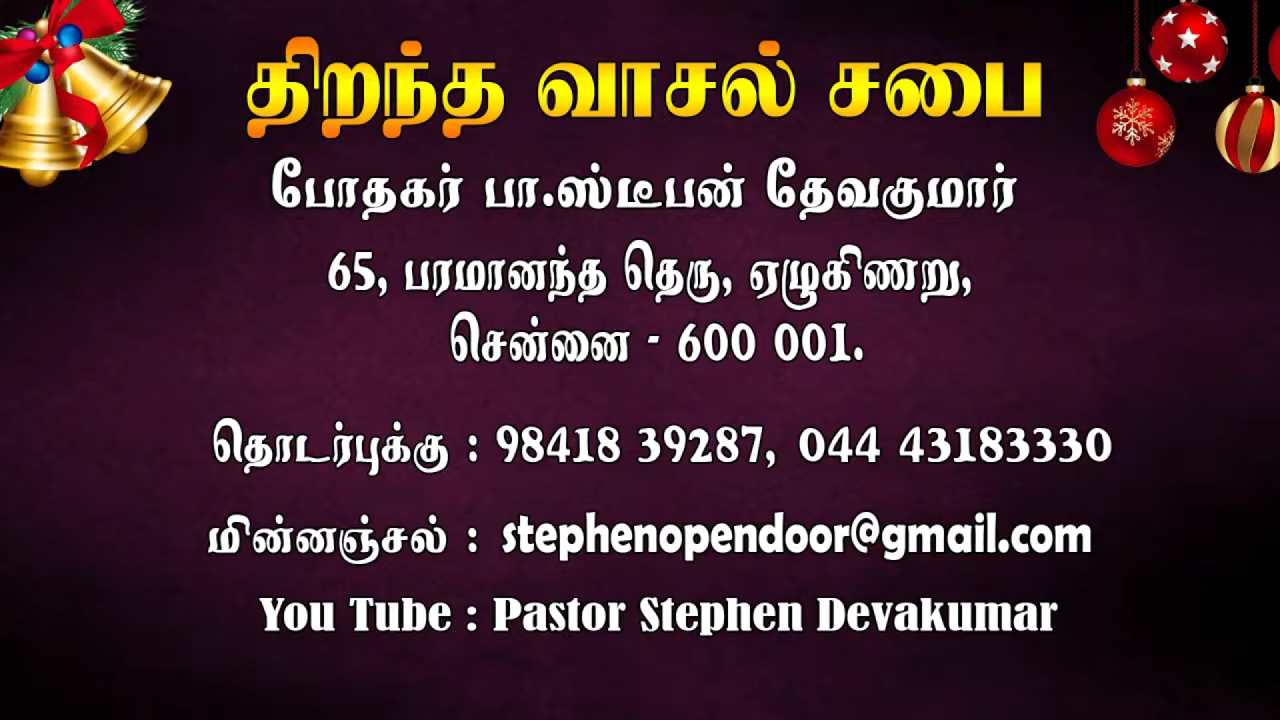 திறந்த வாசல் சபை
போதகர் பா.ஸ்டீபன் தேவகுமார்
65, பரமானந்த தெரு, ஏழுகிணறு,
சென்னை - 600 001.
தொடர்புக்கு : 98418 39287, 044 43183330
மின்னஞ்சல் : stephenopendoor@gmail.com
You Tube : Pastor Stephen Devakumar